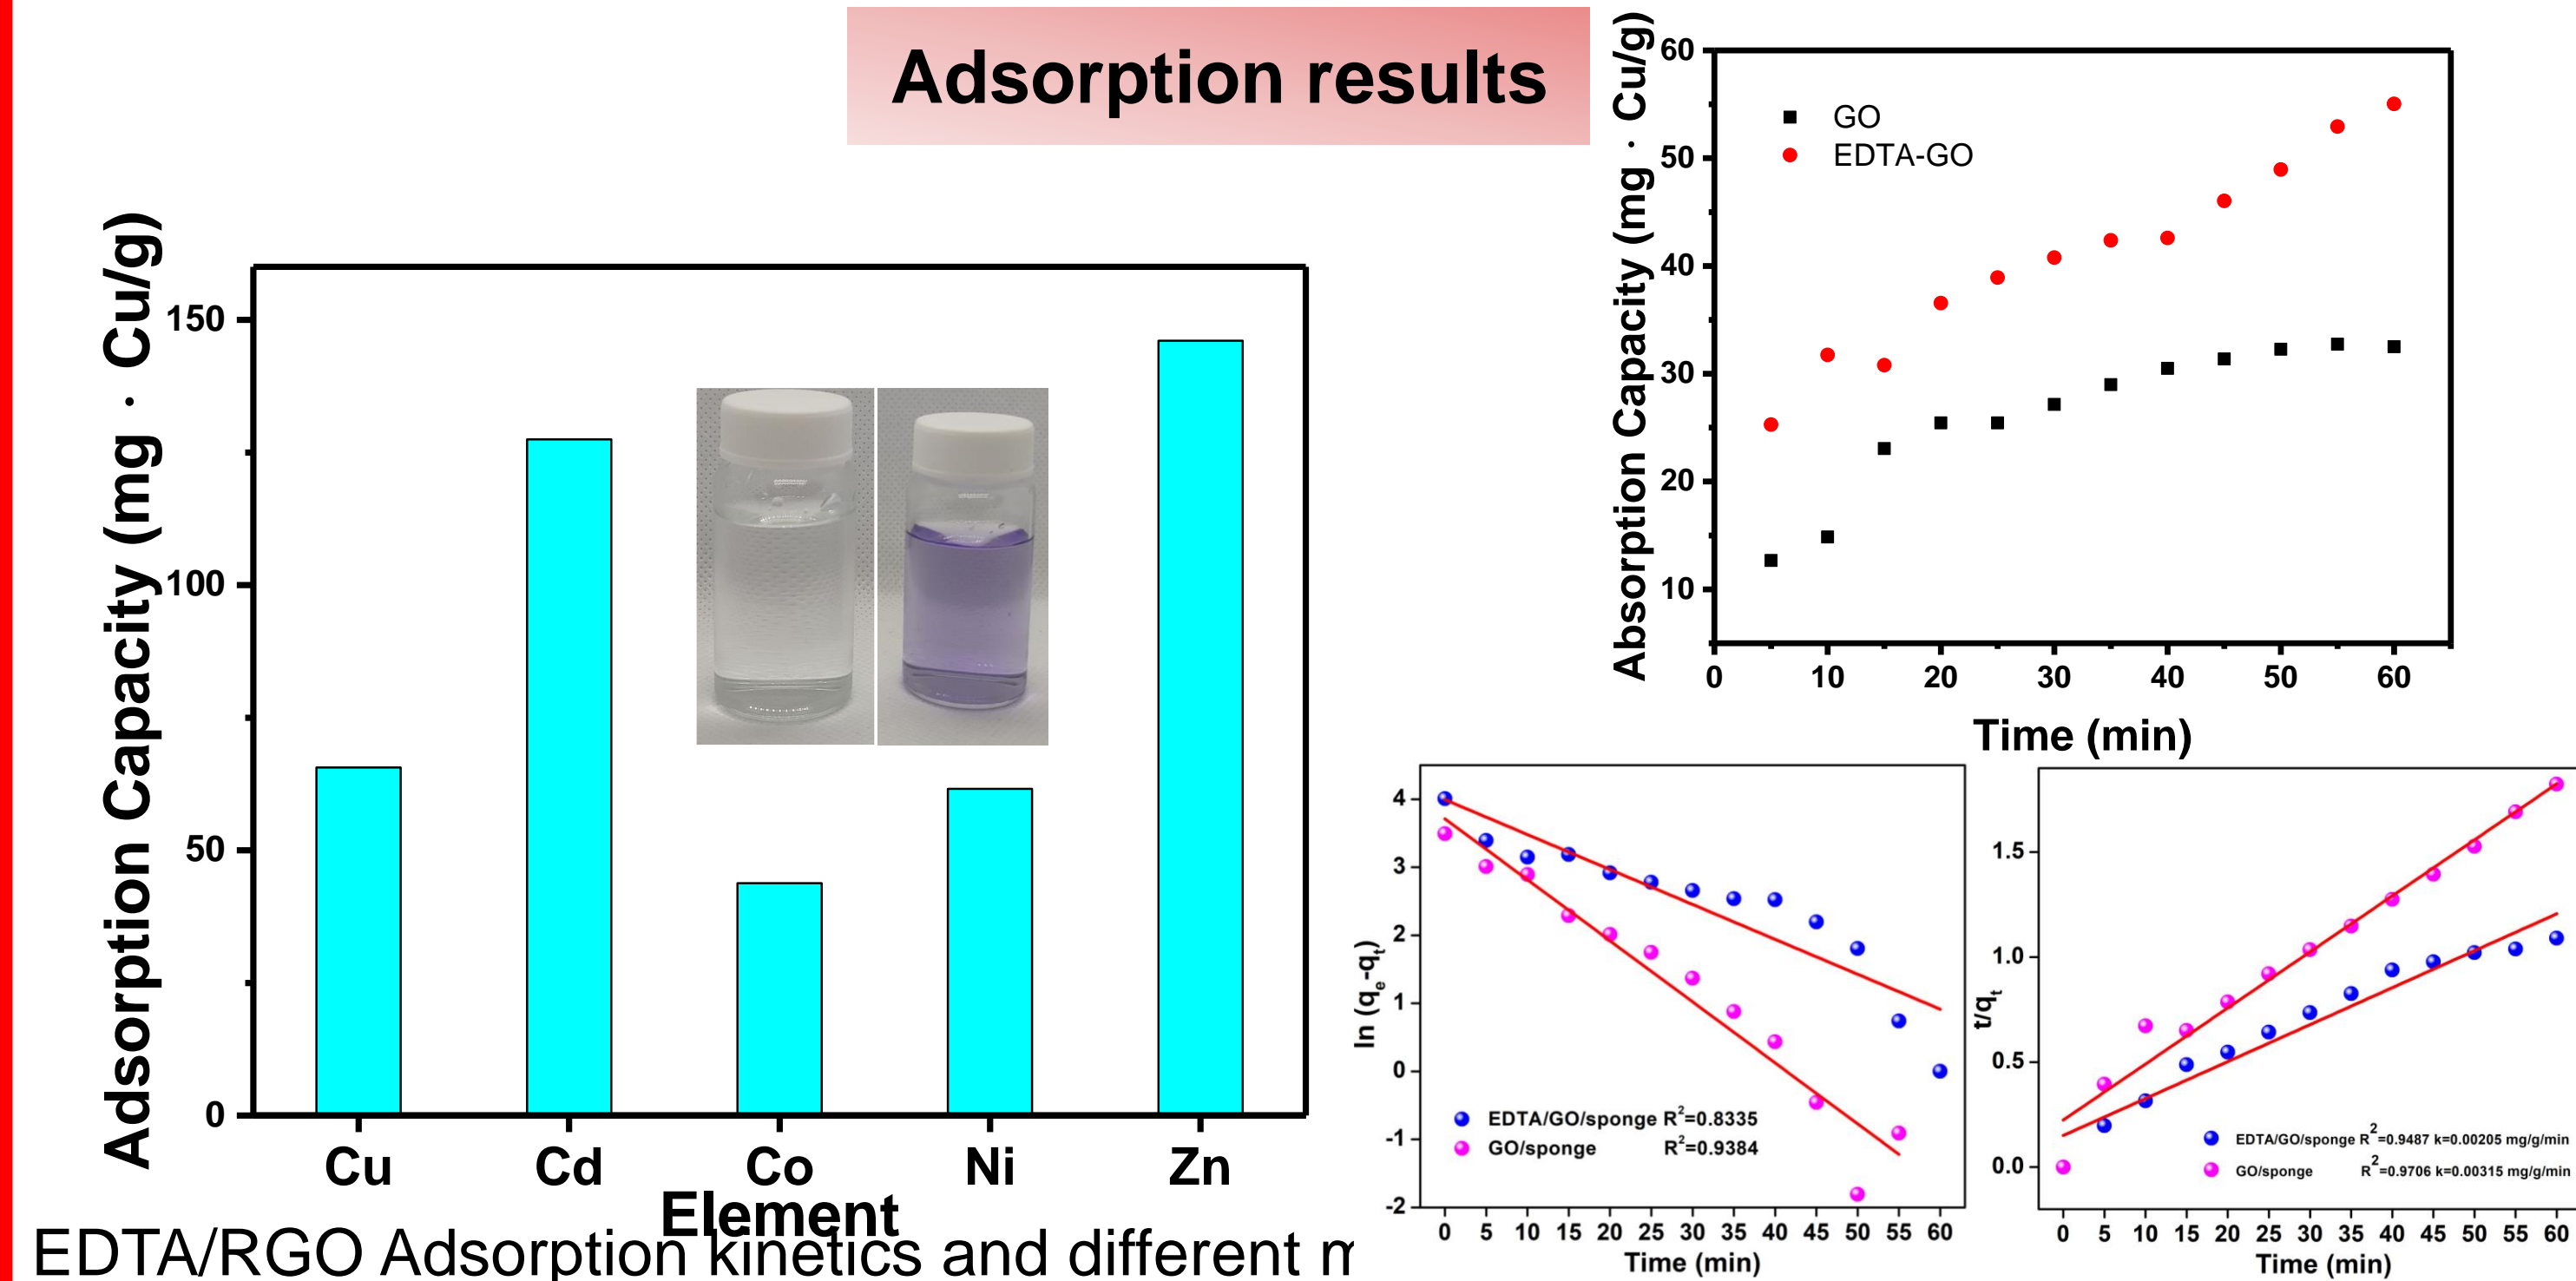 Adsorption results
Adsorption Capacity (mg · Cu/g)
150
100
50
0
Cu Cd Co Ni Zn
Element
EDTA/RGO Adsorption kinetics and different m
Absorption Capacity (mg · Cu/g)
60
50
40
30
20
10
GO
EDTA-GO
0 10 20 30 40 50 60
Time (min)
ln (qe-qt)
4
3
2
1
0
-1
-2
EDTA/GO/sponge R2=0.8335
GO/sponge R2=0.9384
0 5 10 15 20 25 30 35 40 45 50 55 60
Time (min)
t/qt
1.5
1.0
0.5
0.0
EDTA/GO/sponge R2=0.9487 k=0.00205 mg/g/min
GO/sponge R2=0.9706 k=0.00315 mg/g/min
0 5 10 15 20 25 30 35 40 45 50 55 60
Time (min)